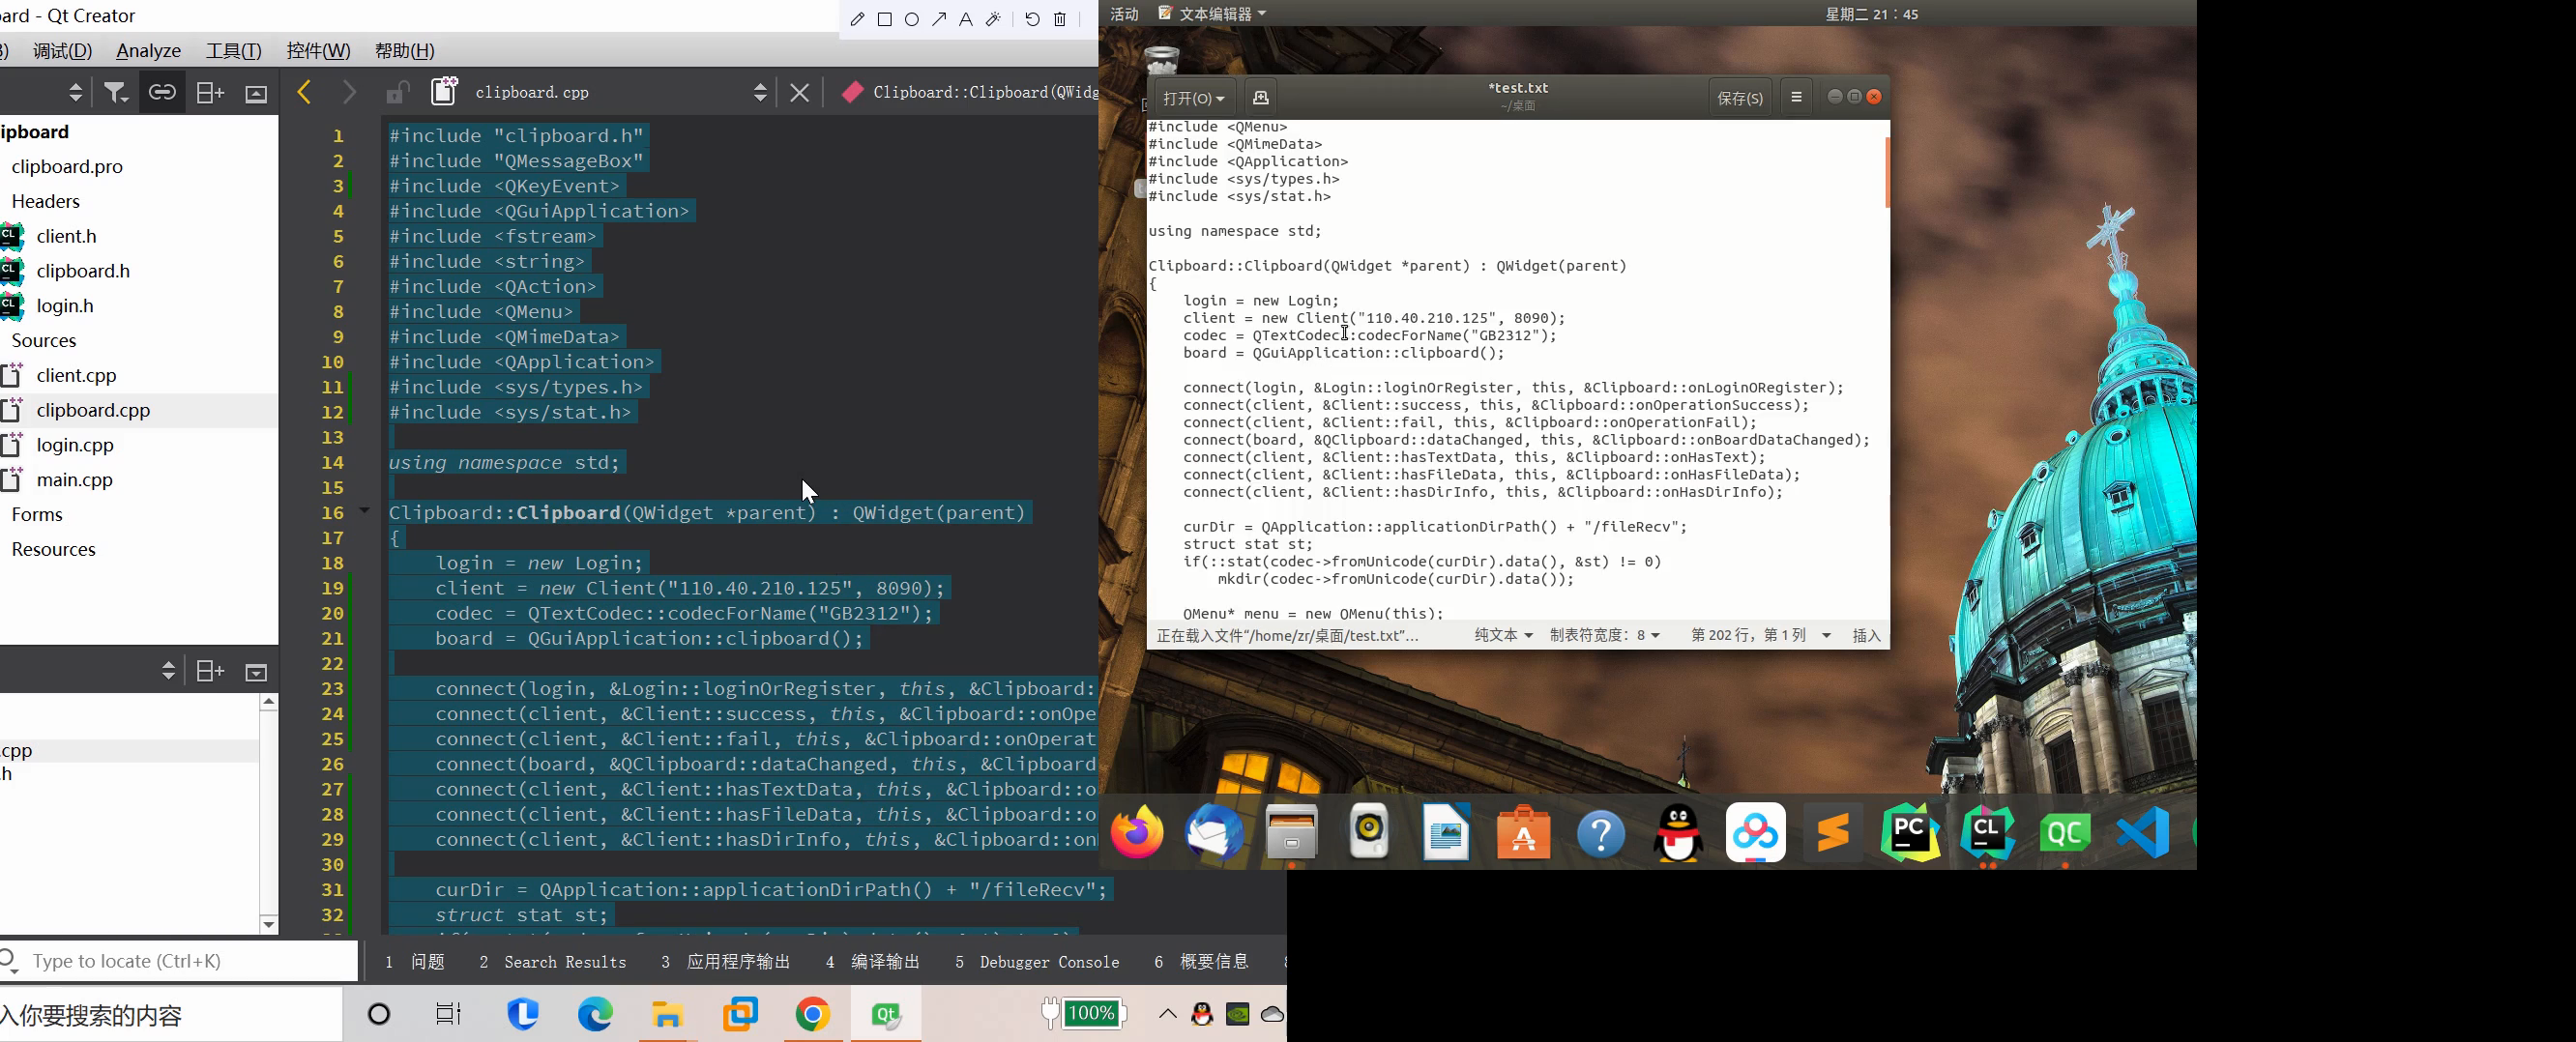 ard - Qt Creator
调试(D) Analyze 工具(T) 控件(W) 帮助(H)
clipboard.cpp
Clipboard::Clipboard(QWidg
ipboard
clipboard.pro
Headers
client.h
clipboard.h
login.h
Sources
client.cpp
clipboard.cpp
login.cpp
main.cpp
Forms
Resources
.cpp
.h
1 #include "clipboard.h"
2 #include "QMessageBox"
3 #include <QKeyEvent>
4 #include <QGuiApplication>
5 #include <fstream>
6 #include <string>
7 #include <QAction>
8 #include <QMenu>
9 #include <QMimeData>
10 #include <QApplication>
11 #include <sys/types.h>
12 #include <sys/stat.h>
13
14 using namespace std;
15
16 Clipboard::Clipboard(QWidget *parent) : QWidget(parent)
17 {
18 login = new Login;
19 client = new Client("110.40.210.125", 8090);
20 codec = QTextCodec::codecForName("GB2312");
21 board = QGuiApplication::clipboard();
22
23 connect(login, &Login::loginOrRegister, this, &Clipboard:
24 connect(client, &Client::success, this, &Clipboard::onOpe
25 connect(client, &Client::fail, this, &Clipboard::onOperat
26 connect(board, &QClipboard::dataChanged, this, &Clipboard
27 connect(client, &Client::hasTextData, this, &Clipboard::o
28 connect(client, &Client::hasFileData, this, &Clipboard::o
29 connect(client, &Client::hasDirInfo, this, &Clipboard::on
30
31 curDir = QApplication::applicationDirPath() + "/fileRecv";
32 struct stat st;
Type to locate (Ctrl+K)
1 问题 2 Search Results 3 应用程序输出 4 编译输出 5 Debugger Console 6 概要信息
入你要搜索的内容
100%
活动 文本编辑器 星期二 21：45
打开(O) *test.txt 保存(S)
~/桌面
#include <QMenu>
#include <QMimeData>
#include <QApplication>
#include <sys/types.h>
#include <sys/stat.h>
using namespace std;
Clipboard::Clipboard(QWidget *parent) : QWidget(parent)
{
login = new Login;
client = new Client("110.40.210.125", 8090);
codec = QTextCodec::codecForName("GB2312");
board = QGuiApplication::clipboard();
connect(login, &Login::loginOrRegister, this, &Clipboard::onLoginORegister);
connect(client, &Client::success, this, &Clipboard::onOperationSuccess);
connect(client, &Client::fail, this, &Clipboard::onOperationFail);
connect(board, &QClipboard::dataChanged, this, &Clipboard::onBoardDataChanged);
connect(client, &Client::hasTextData, this, &Clipboard::onHasText);
connect(client, &Client::hasFileData, this, &Clipboard::onHasFileData);
connect(client, &Client::hasDirInfo, this, &Clipboard::onHasDirInfo);
curDir = QApplication::applicationDirPath() + "/fileRecv";
struct stat st;
if(::stat(codec->fromUnicode(curDir).data(), &st) != 0)
mkdir(codec->fromUnicode(curDir).data());
QMenu* menu = new QMenu(this);
正在载入文件“/home/zr/桌面/test.txt”… 纯文本 制表符宽度：8 第 202 行，第 1 列 插入